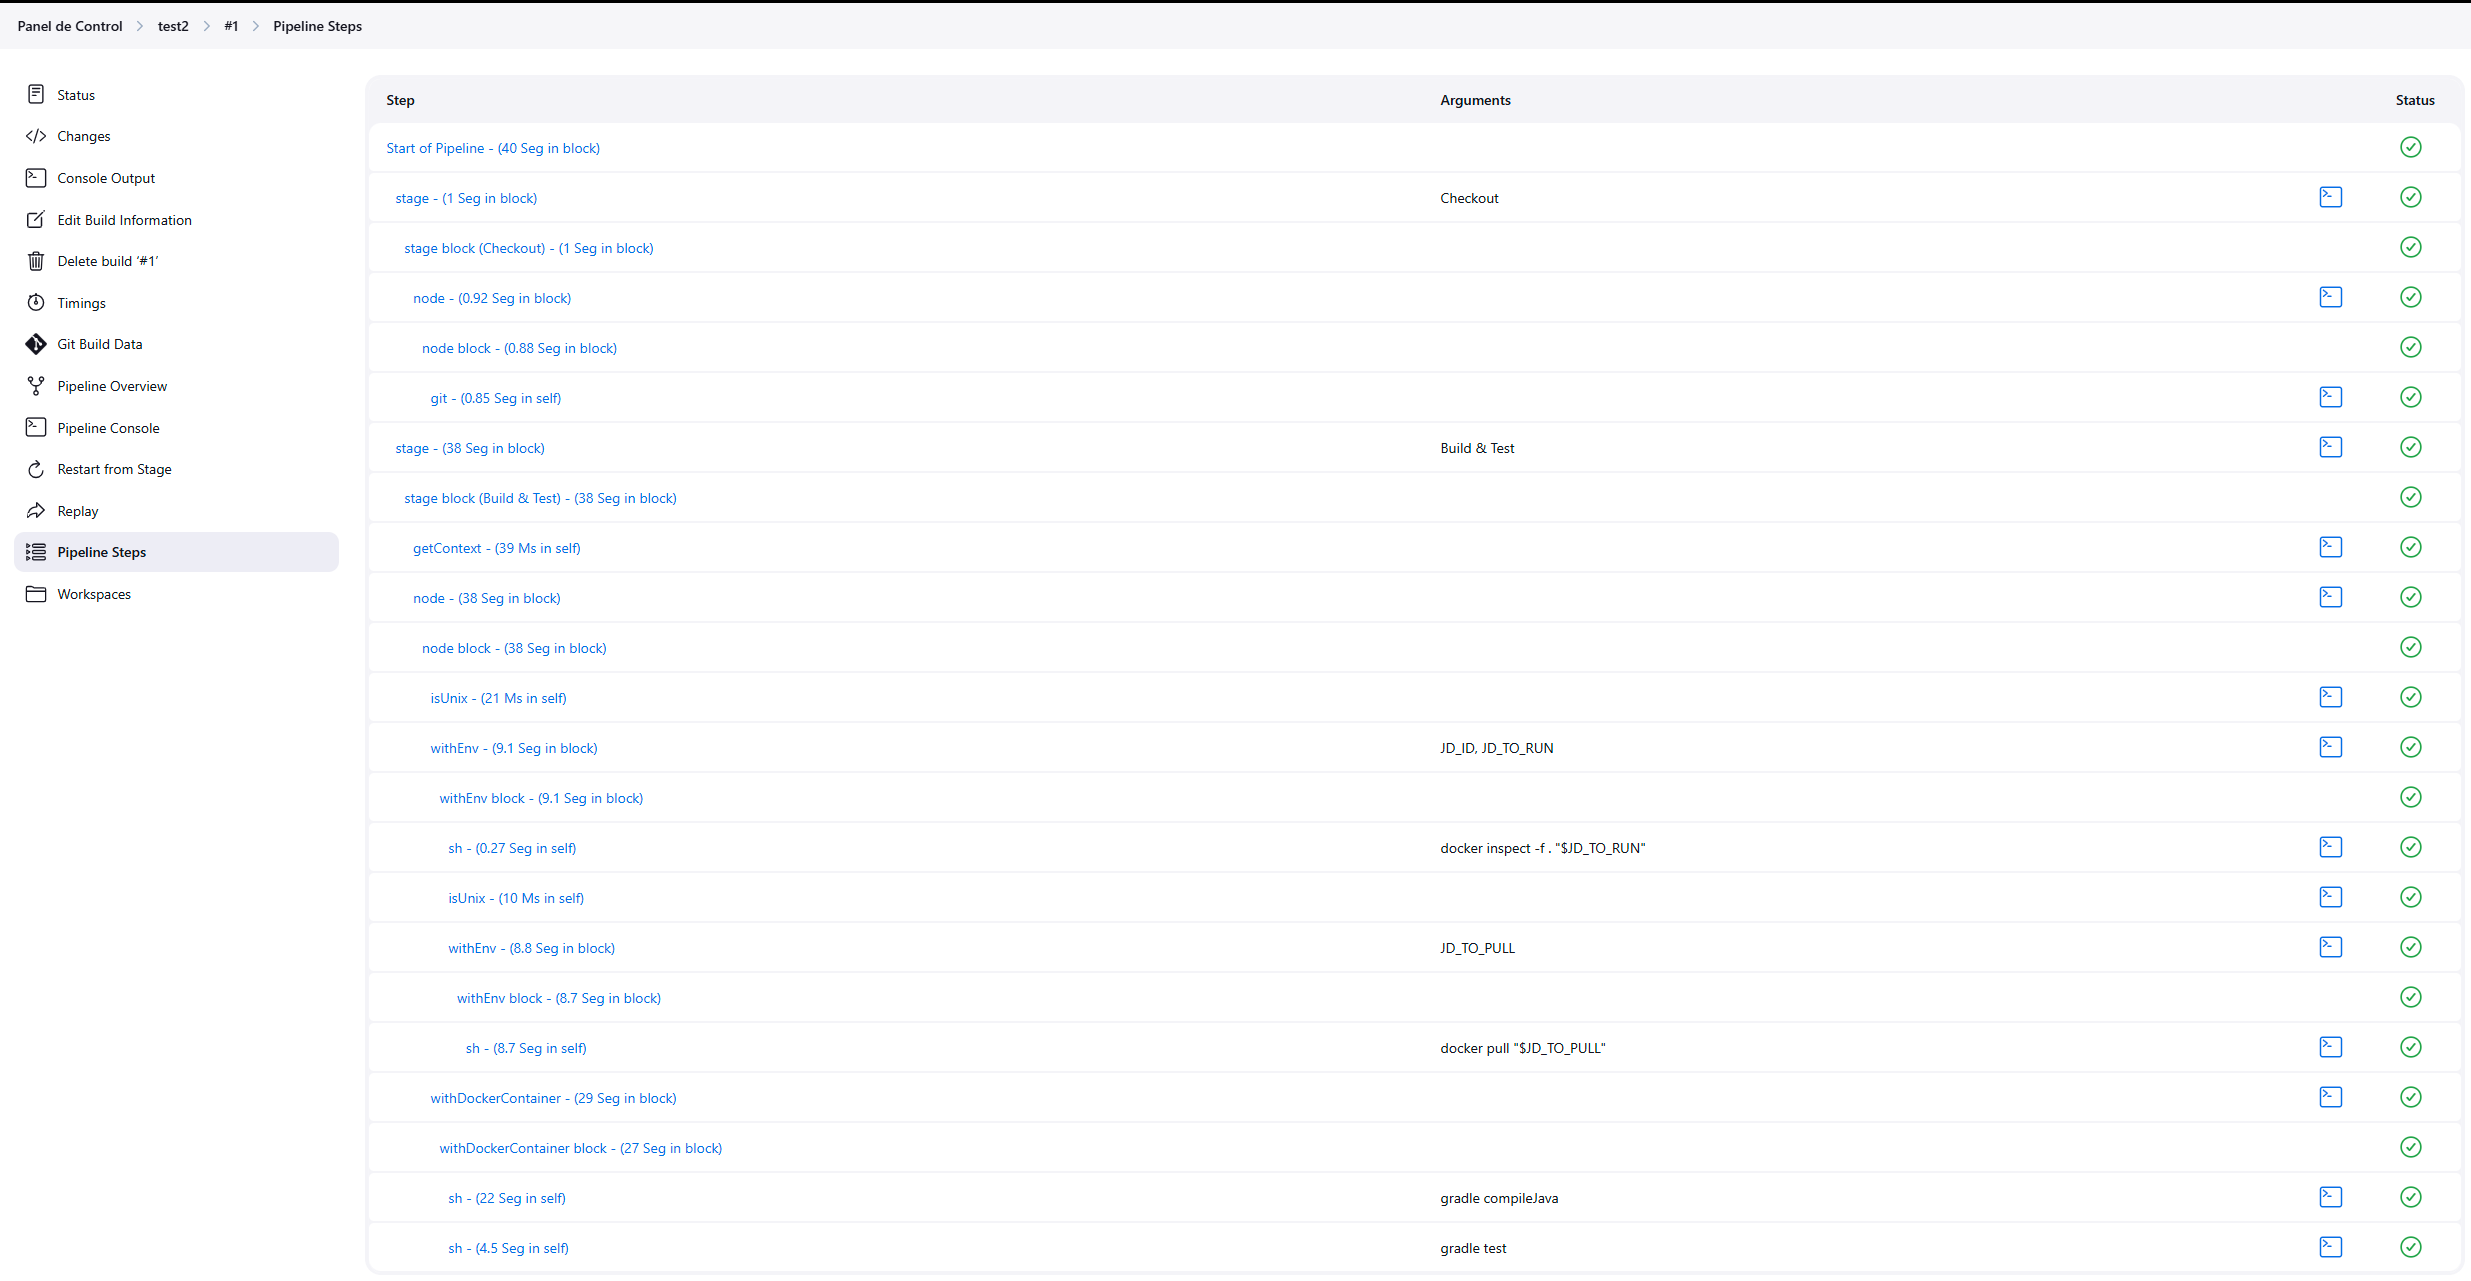 Panel de Control > test2 > #1 > Pipeline Steps
Status
Changes
Console Output
Edit Build Information
Delete build ‘#1’
Timings
Git Build Data
Pipeline Overview
Pipeline Console
Restart from Stage
Replay
Pipeline Steps
Workspaces
Step Arguments Status
Start of Pipeline - (40 Seg in block)
stage - (1 Seg in block) Checkout
stage block (Checkout) - (1 Seg in block)
node - (0.92 Seg in block)
node block - (0.88 Seg in block)
git - (0.85 Seg in self)
stage - (38 Seg in block) Build & Test
stage block (Build & Test) - (38 Seg in block)
getContext - (39 Ms in self)
node - (38 Seg in block)
node block - (38 Seg in block)
isUnix - (21 Ms in self)
withEnv - (9.1 Seg in block) JD_ID, JD_TO_RUN
withEnv block - (9.1 Seg in block)
sh - (0.27 Seg in self) docker inspect -f . "$JD_TO_RUN"
isUnix - (10 Ms in self)
withEnv - (8.8 Seg in block) JD_TO_PULL
withEnv block - (8.7 Seg in block)
sh - (8.7 Seg in self) docker pull "$JD_TO_PULL"
withDockerContainer - (29 Seg in block)
withDockerContainer block - (27 Seg in block)
sh - (22 Seg in self) gradle compileJava
sh - (4.5 Seg in self) gradle test